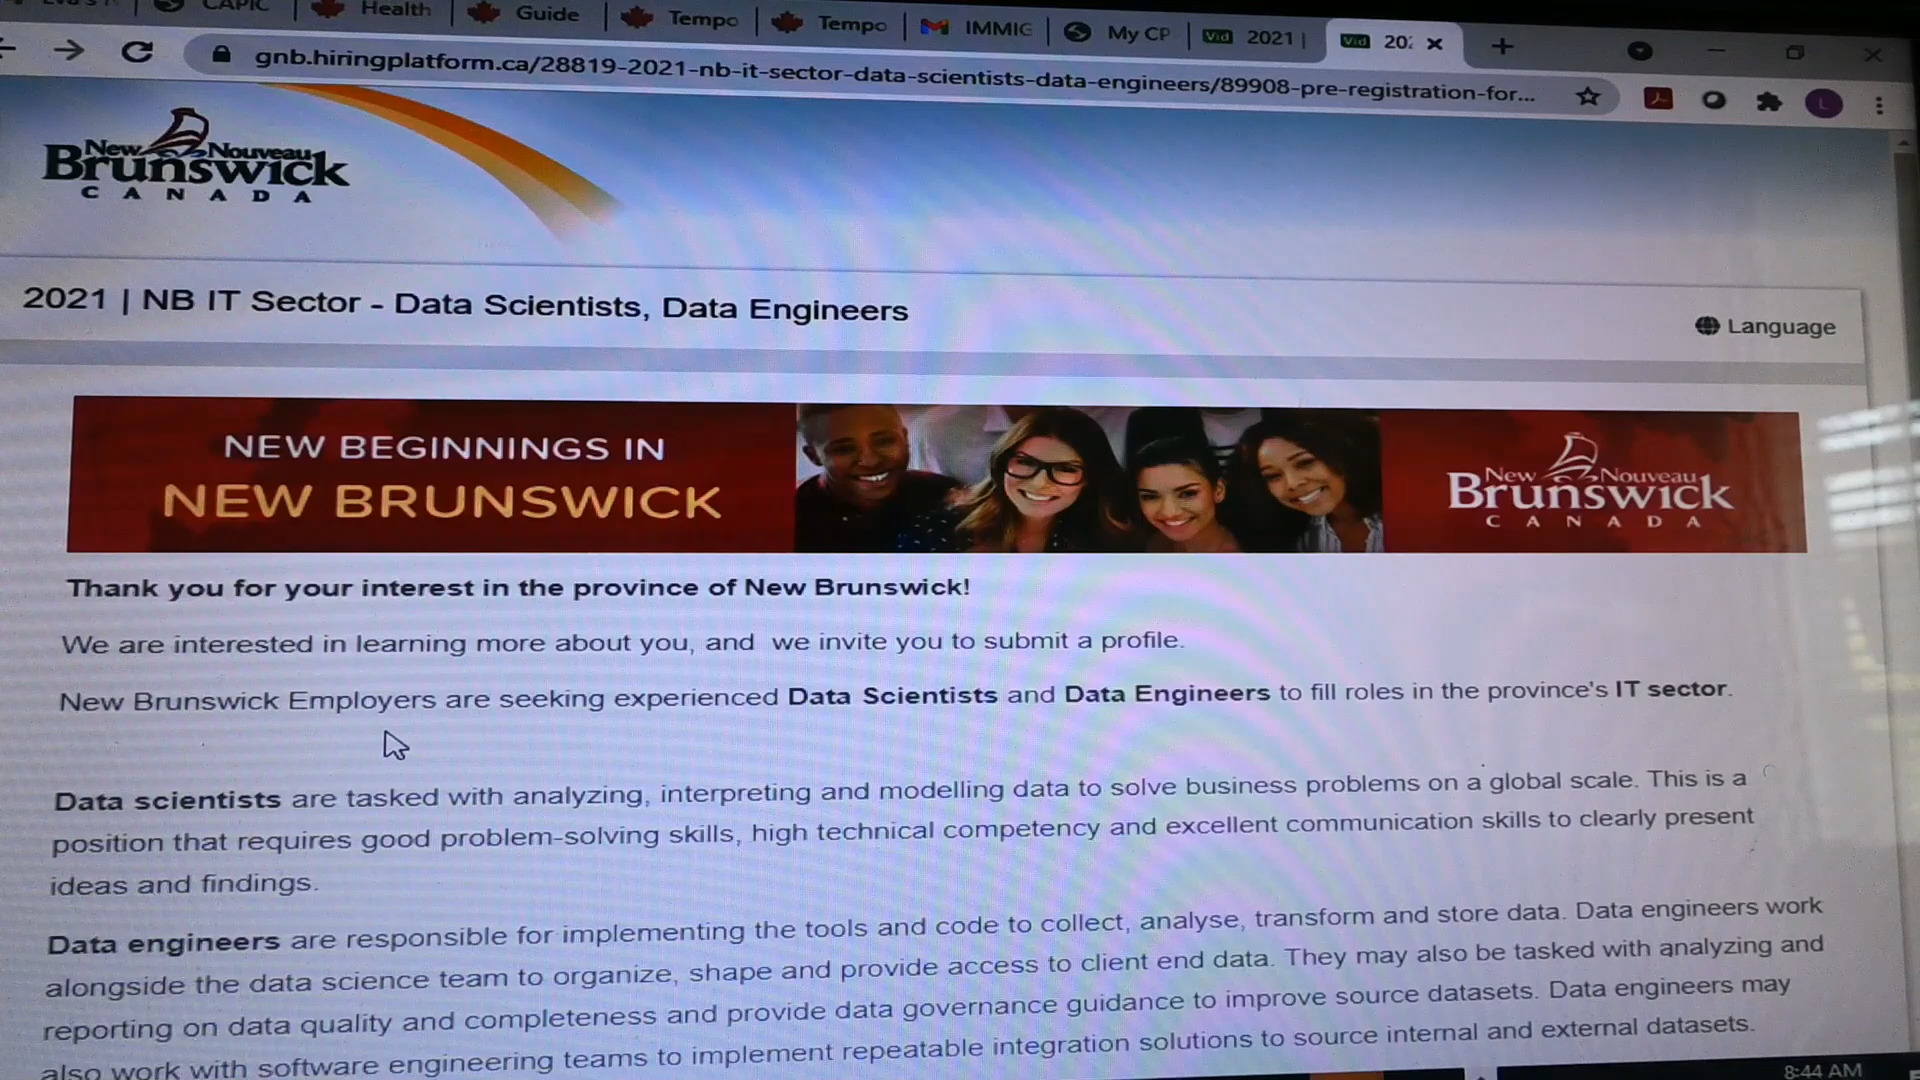 CAPIC
Health
Guide
Tempo
Tempo
IMMIG
My CP
Vid 2021 |
Vid 202
gnb.hiringplatform.ca/28819-2021-nb-it-sector-data-scientists-data-engineers/89908-pre-registration-for...
L
New Nouveau
Brunswick
CANADA
2021 | NB IT Sector - Data Scientists, Data Engineers
Language
NEW BEGINNINGS IN
NEW BRUNSWICK
New Nouveau
Brunswick
CANADA
Thank you for your interest in the province of New Brunswick!
We are interested in learning more about you, and we invite you to submit a profile.
New Brunswick Employers are seeking experienced Data Scientists and Data Engineers to fill roles in the province's IT sector.
Data scientists are tasked with analyzing, interpreting and modelling data to solve business problems on a global scale. This is a
position that requires good problem-solving skills, high technical competency and excellent communication skills to clearly present
ideas and findings.
Data engineers are responsible for implementing the tools and code to collect, analyse, transform and store data. Data engineers work
alongside the data science team to organize, shape and provide access to client end data. They may also be tasked with analyzing and
reporting on data quality and completeness and provide data governance guidance to improve source datasets. Data engineers may
also work with software engineering teams to implement repeatable integration solutions to source internal and external datasets.
8:44 AM